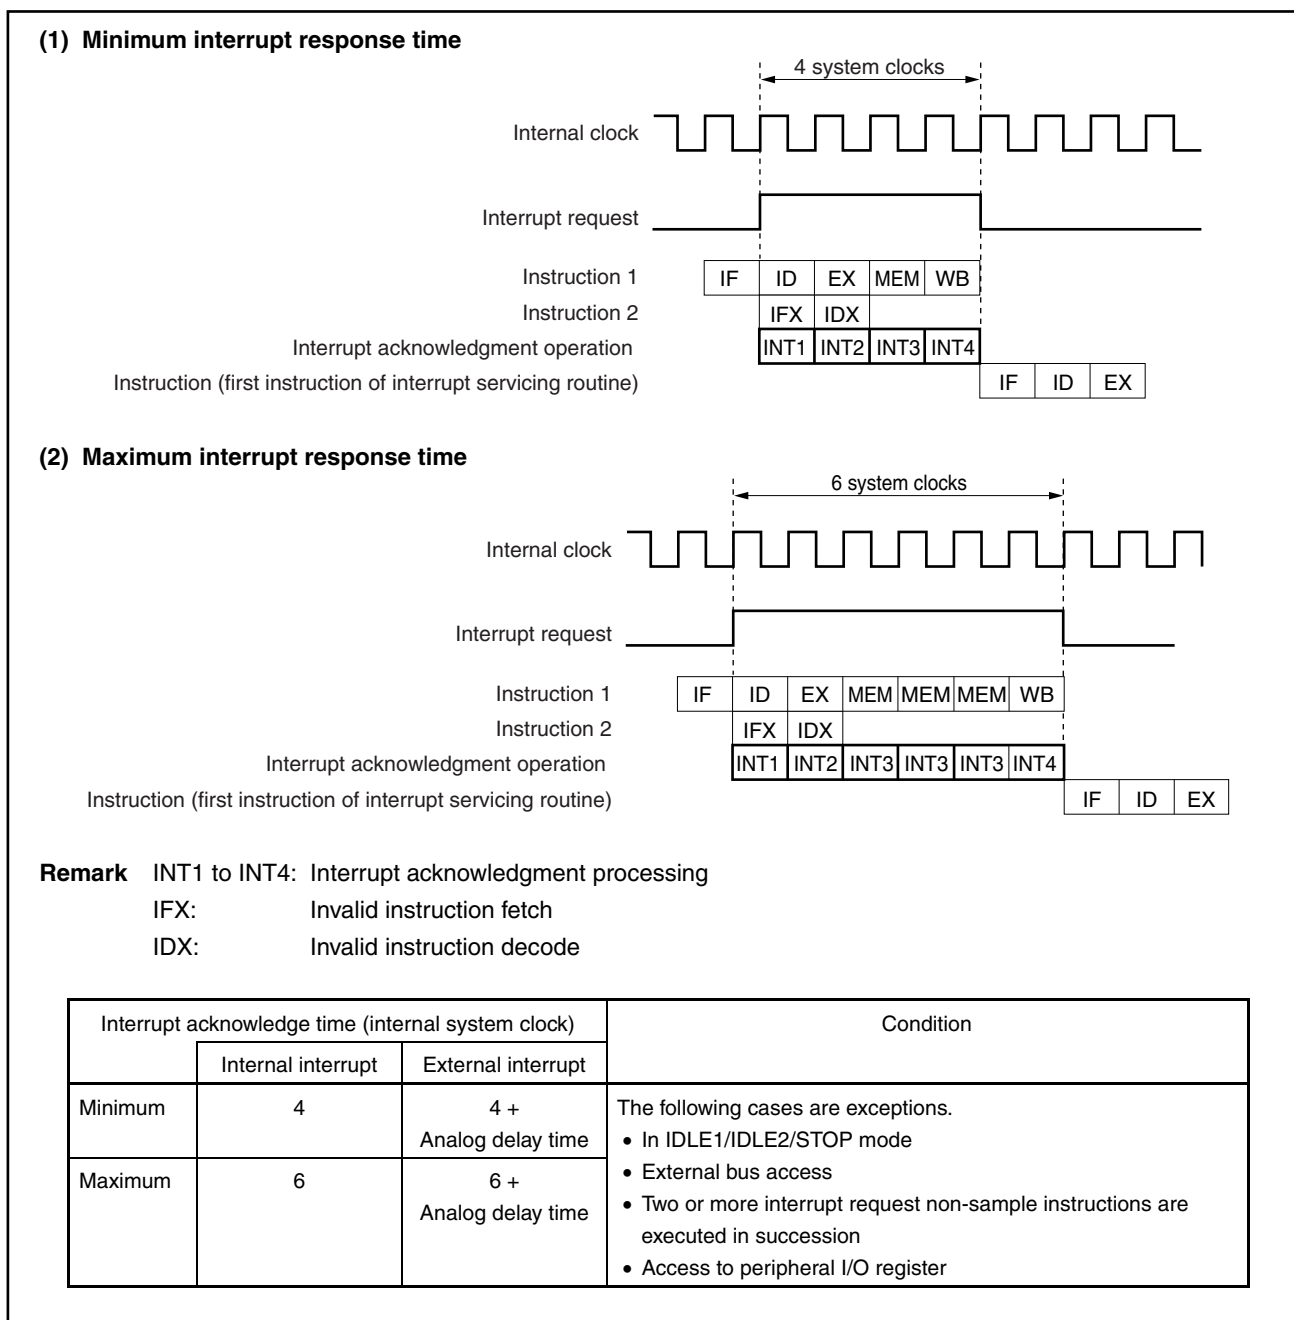 (1) Minimum interrupt response time
4 system clocks
Internal clock
Interrupt request
Instruction 1 IF ID EX MEM WB
Instruction 2 IFX IDX
Interrupt acknowledgment operation INT1 INT2 INT3 INT4
Instruction (first instruction of interrupt servicing routine) IF ID EX
(2) Maximum interrupt response time
6 system clocks
Internal clock
Interrupt request
Instruction 1 IF ID EX MEM MEM MEM WB
Instruction 2 IFX IDX
Interrupt acknowledgment operation INT1 INT2 INT3 INT3 INT3 INT4
Instruction (first instruction of interrupt servicing routine) IF ID EX
Remark INT1 to INT4: Interrupt acknowledgment processing
IFX: Invalid instruction fetch
IDX: Invalid instruction decode
Interrupt acknowledge time (internal system clock) Condition
Internal interrupt External interrupt
Minimum 4 4 +
Analog delay time
Maximum 6 6 +
Analog delay time
The following cases are exceptions.
• In IDLE1/IDLE2/STOP mode
• External bus access
• Two or more interrupt request non-sample instructions are
executed in succession
• Access to peripheral I/O register